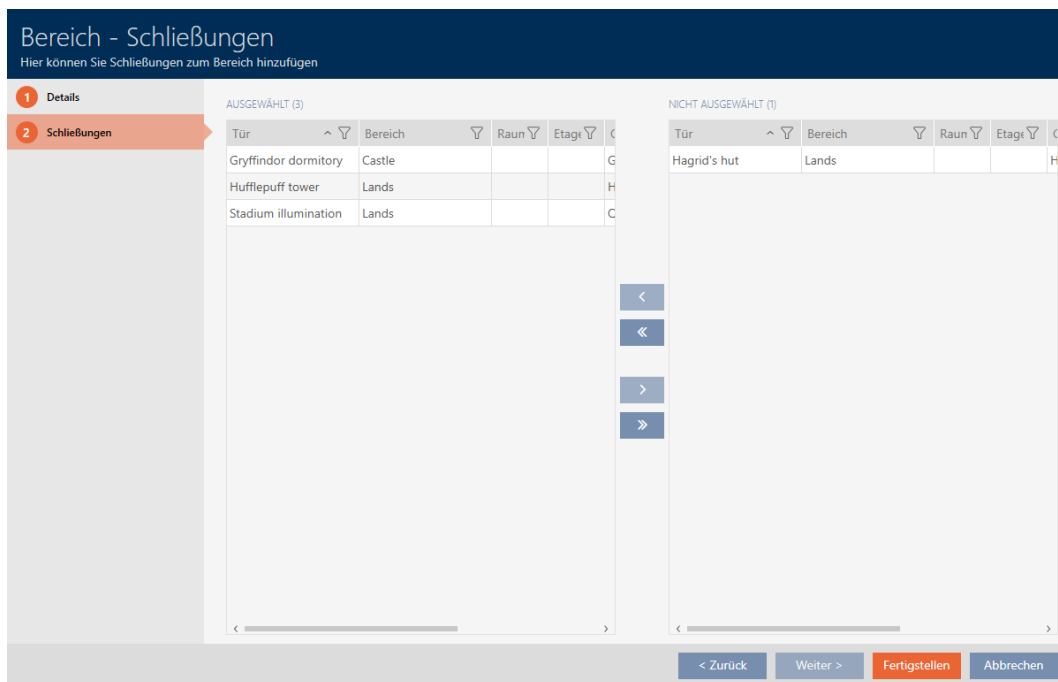 Bereich - Schließungen
Hier können Sie Schließungen zum Bereich hinzufügen
1 Details
2 Schließungen
AUSGEWÄHLT (3)
Tür Bereich Etage
Gryffindor dormitory Castle
Hufflepuff tower Lands
Stadium illumination Lands
NICHT AUSGEWÄHLT (1)
Tür Bereich Etage
Hagrid's hut Lands
< Zurück Weiter > Fertigstellen Abbrechen